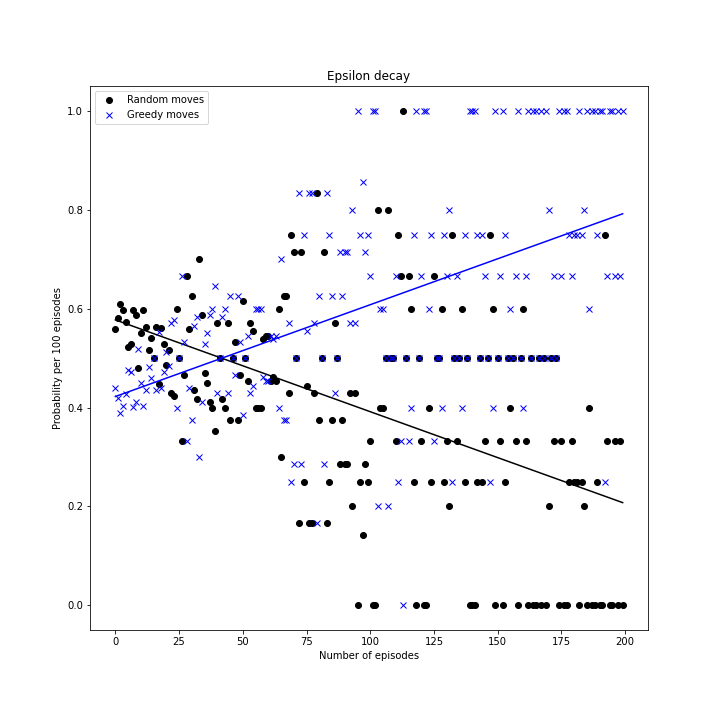 Epsilon decay
Random moves
Greedy moves
1.0
0.8
0.6
0.4
0.2
0.0
Probability per 100 episodes
0 25 50 75 100 125 150 175 200
Number of episodes